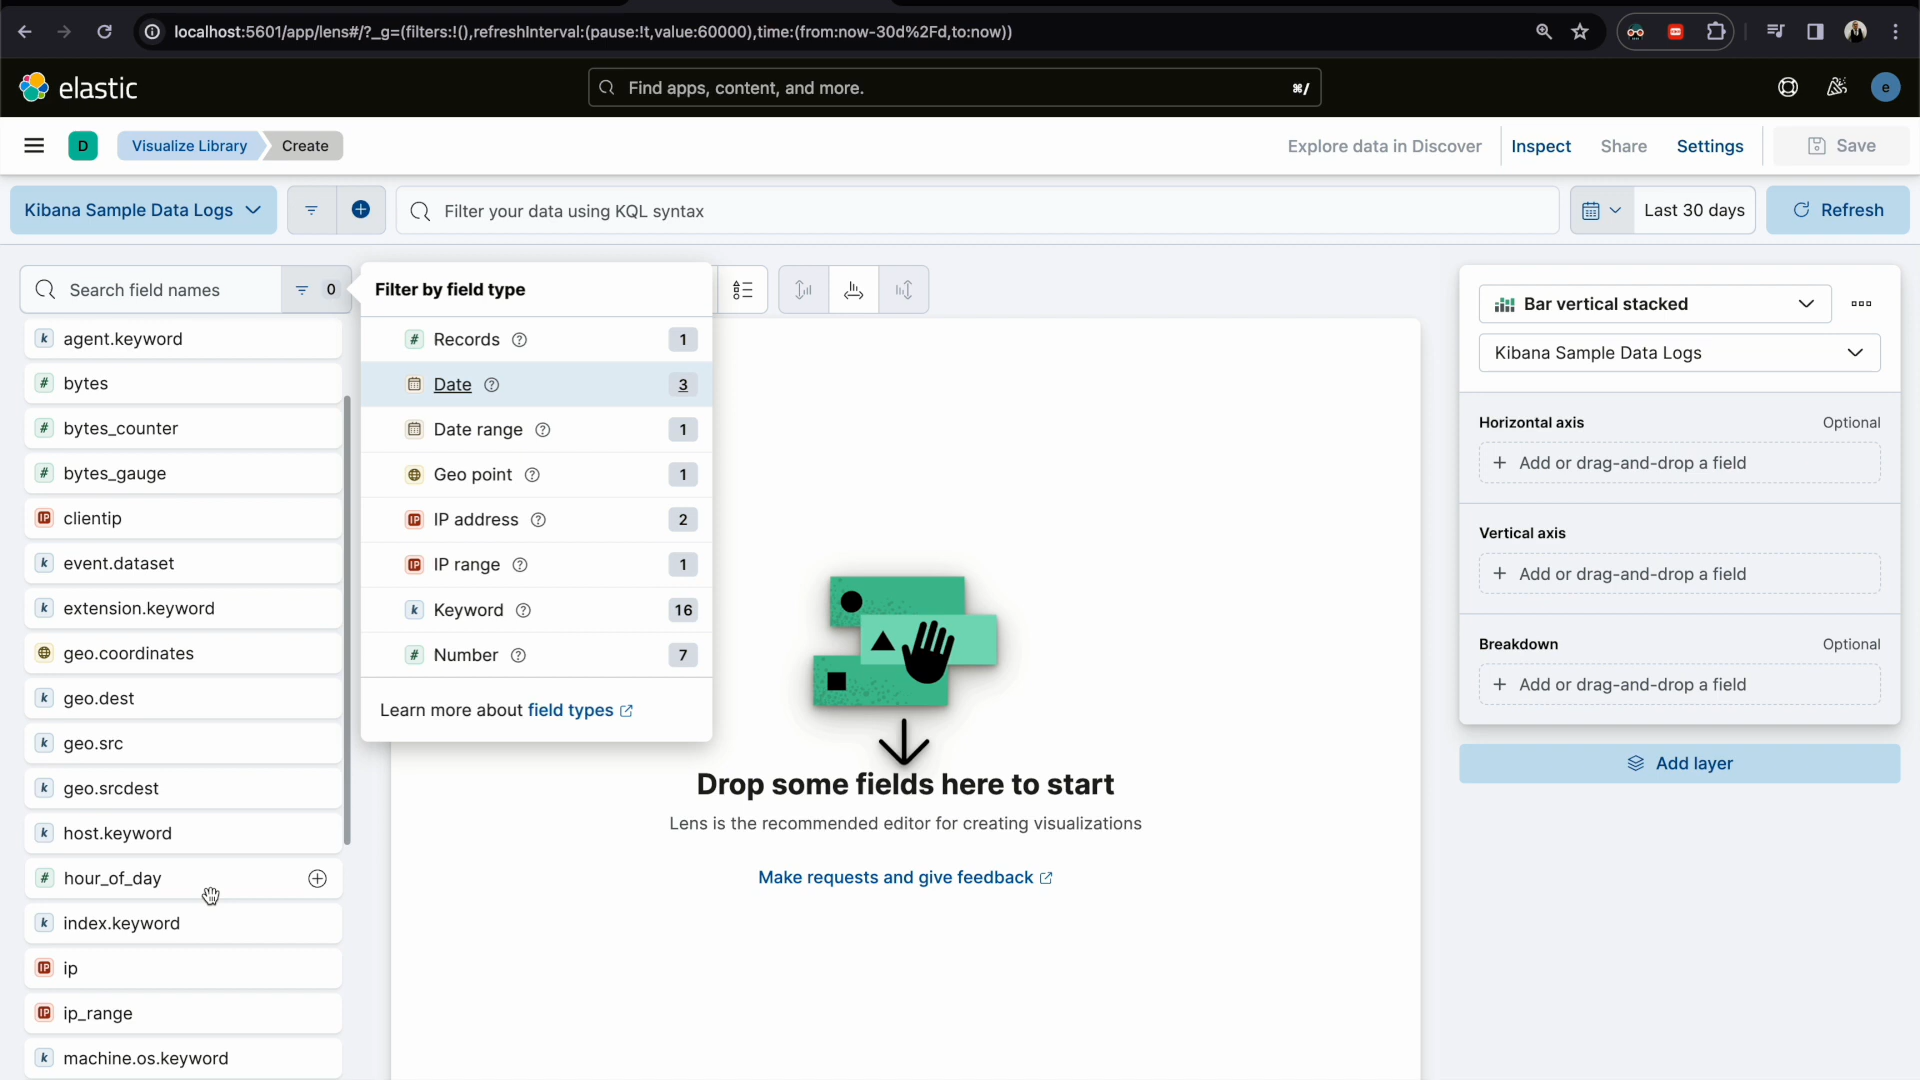 localhost:5601/app/lens#/?_g=(filters:!(),refreshInterval:(pause:!t,value:60000),time:(from:now-30d%2Fd,to:now))
elastic
Find apps, content, and more.
⌘/
e
D
Visualize Library
Create
Explore data in Discover
Inspect
Share
Settings
Save
Kibana Sample Data Logs
Filter your data using KQL syntax
Last 30 days
Refresh
Search field names
0
k agent.keyword
# bytes
# bytes_counter
# bytes_gauge
IP clientip
k event.dataset
k extension.keyword
geo.coordinates
k geo.dest
k geo.src
k geo.srcdest
k host.keyword
# hour_of_day
k index.keyword
IP ip
IP ip_range
k machine.os.keyword
Filter by field type
# Records 1
Date 3
Date range 1
Geo point 1
IP IP address 2
IP IP range 1
k Keyword 16
# Number 7
Learn more about field types
Drop some fields here to start
Lens is the recommended editor for creating visualizations
Make requests and give feedback
Bar vertical stacked
Kibana Sample Data Logs
Horizontal axis
Optional
+ Add or drag-and-drop a field
Vertical axis
+ Add or drag-and-drop a field
Breakdown
Optional
+ Add or drag-and-drop a field
Add layer